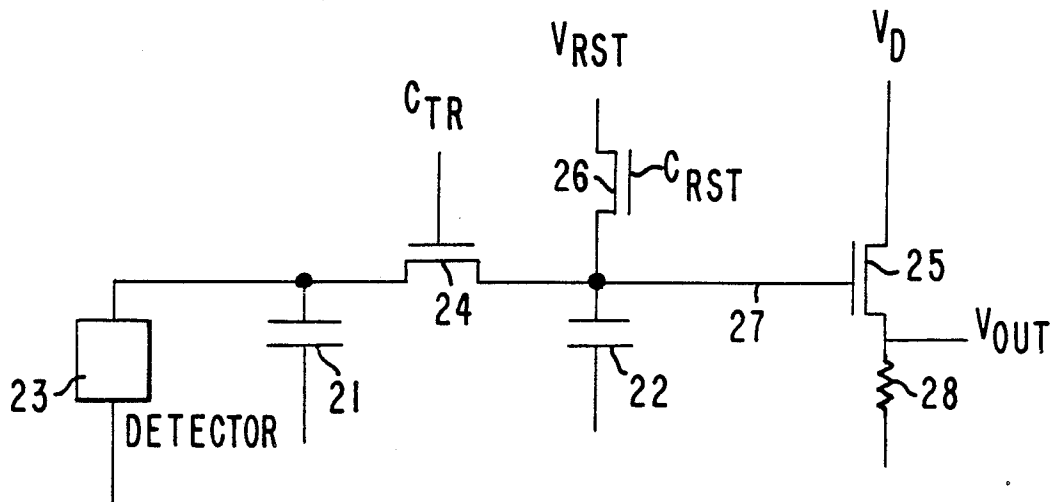 V_RST
V_D
C_TR
26
C_RST
25
24
27
V_OUT
23
21
22
28
DETECTOR